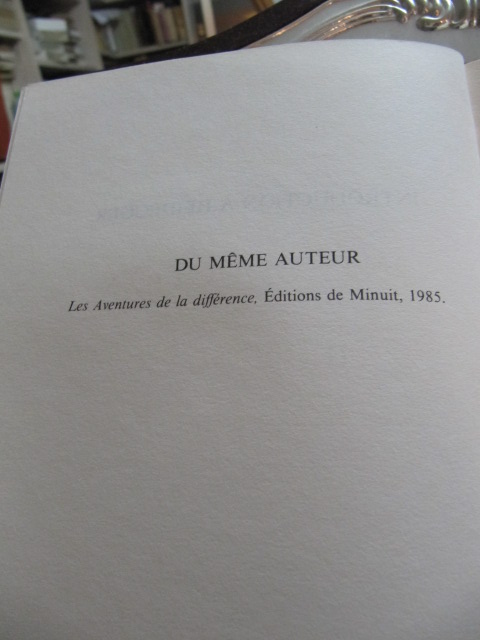 DU MÊME AUTEUR
Les Aventures de la différence, Éditions de Minuit, 1985.